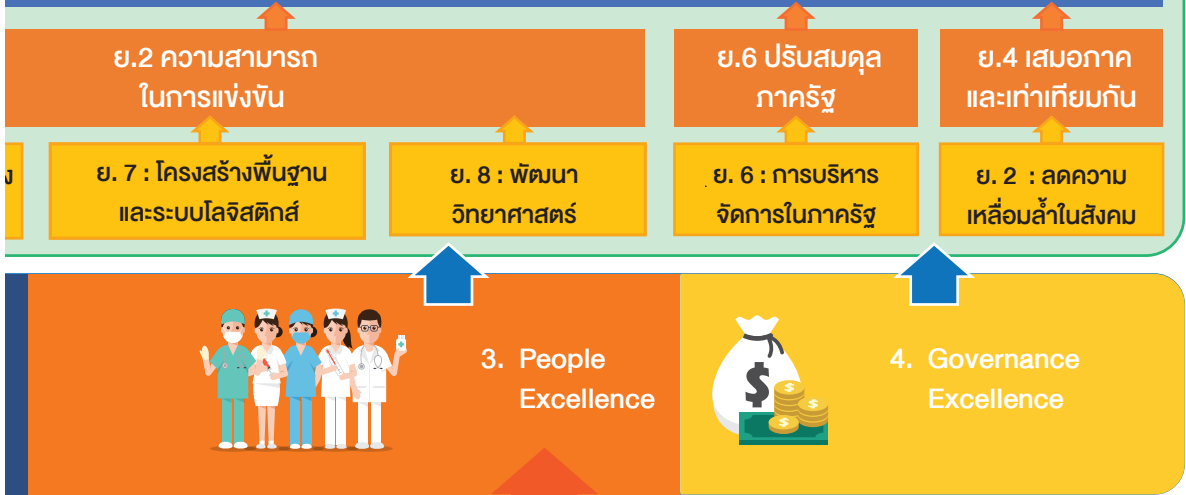 ย.2 ความสามารถ
ในการแข่งขัน
ย.6 ปรับสมดุล
ภาครัฐ
ย.4 เสมอภาค
และเท่าเทียมกัน
ย. 7 : โครงสร้างพื้นฐาน
และระบบโลจิสติกส์
ย. 8 : พัฒนา
วิทยาศาสตร์
ย. 6 : การบริหาร
จัดการในภาครัฐ
ย. 2 : ลดความ
เหลื่อมล้ำในสังคม
3. People
Excellence
4. Governance
Excellence